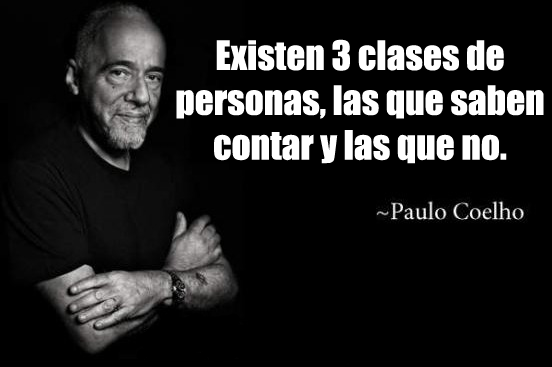 Existen 3 clases de
personas, las que saben
contar y las que no.
~Paulo Coelho